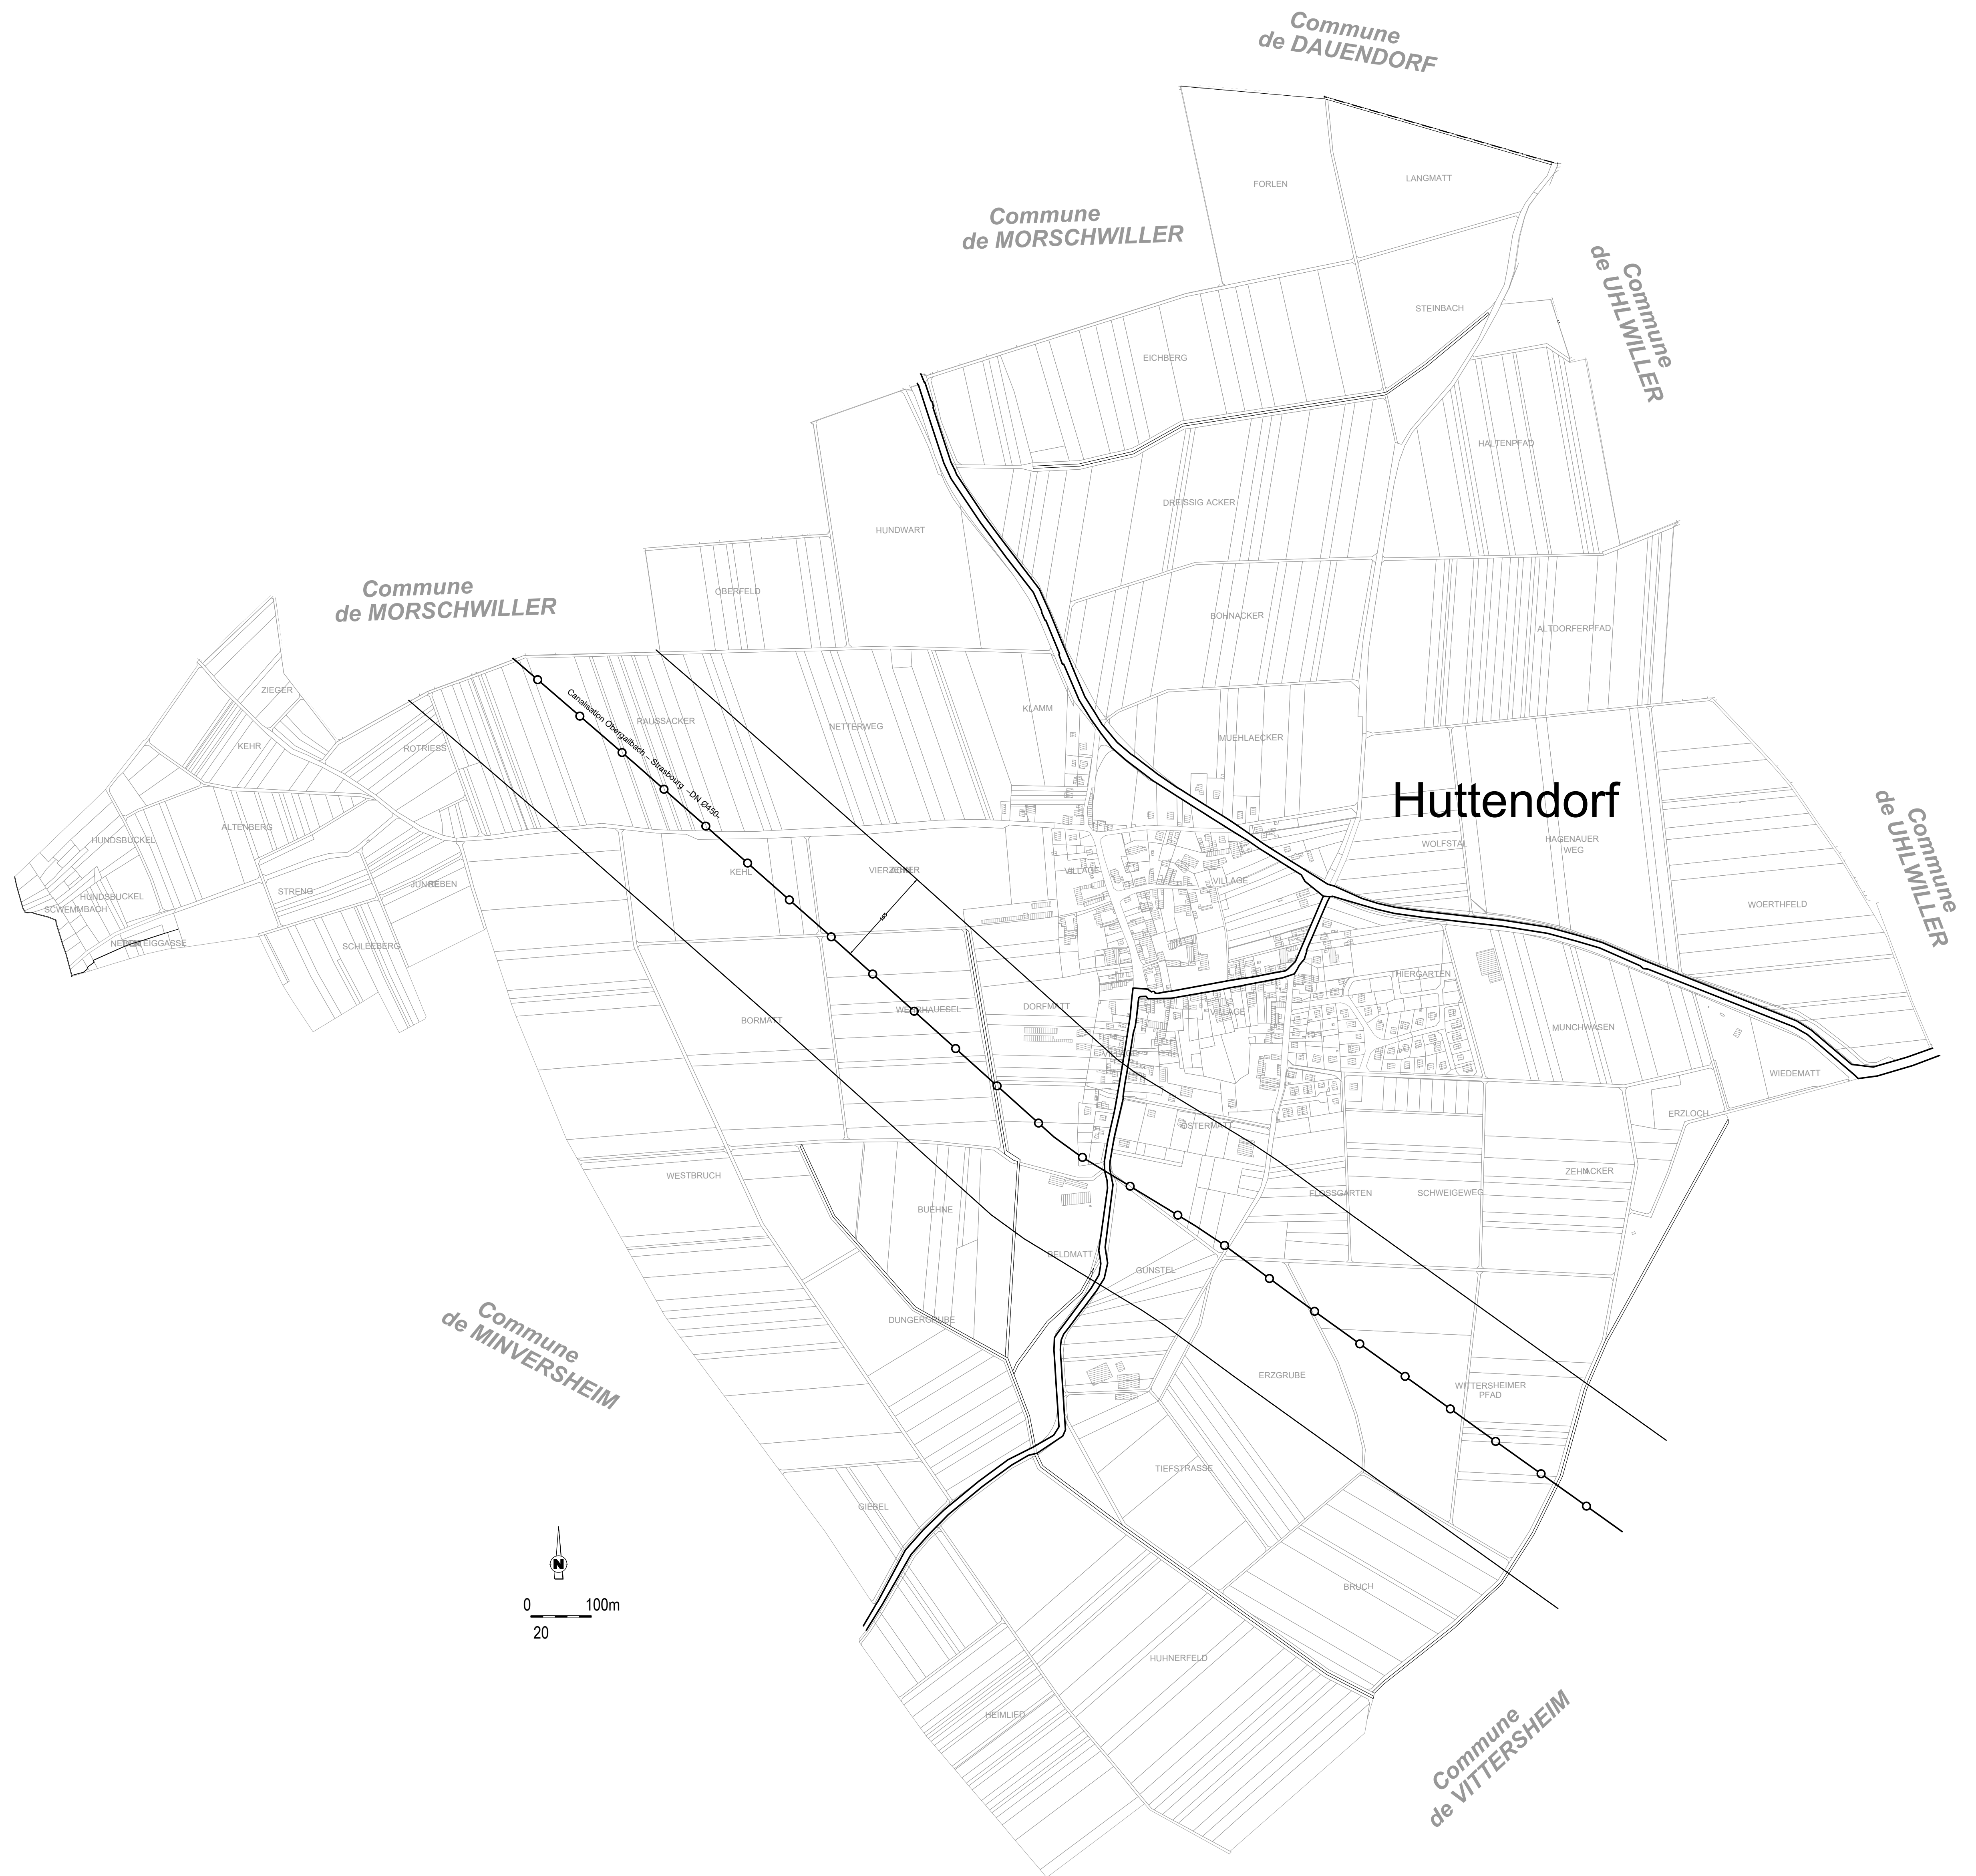 Commune
de DAUENDORF
FORLEN
LANGMATT
Commune
de MORSCHWILLER
Commune
de UHLWILLER
STEINBACH
EICHBERG
HALTENPFAD
DREISSIG ACKER
HUNDWART
Commune
de MORSCHWILLER
OBERFELD
BOHNACKER
ALTDORFERPFAD
ZIEGER
KEHR
ROTRIESS
Canalisation Obergailbach – Strasbourg –DN Ø450-
RAUSSACKER
NETTERWEG
KLAMM
MUEHLAECKER
Huttendorf
HUNDSBUCKEL
ALTENBERG
WOLFSTAL
HAGENAUER
WEG
Commune
de UHLWILLER
STRENG
KEHL
VILLAGE
VILLAGE
HUNDSBUCKEL
SCWEMMBACH
WOERTHFELD
SCHLEEBERG
THIERGARTEN
BORMATT
DORFMATT
VILLAGE
MUNCHWASEN
WIEDEMATT
ERZLOCH
OSTERMATT
WESTBRUCH
FLOSSGARTEN
SCHWEIGEWEG
BUEHNE
BELDMATT
GUNSTEL
Commune
de MINVERSHEIM
DUNGERGRUBE
ERZGRUBE
WITTERSHEIMER
PFAD
TIEFSTRASSE
GIEBEL
N
0
100m
20
BRUCH
HUHNERFELD
HEIMLIED
Commune
de VITTERSHEIM